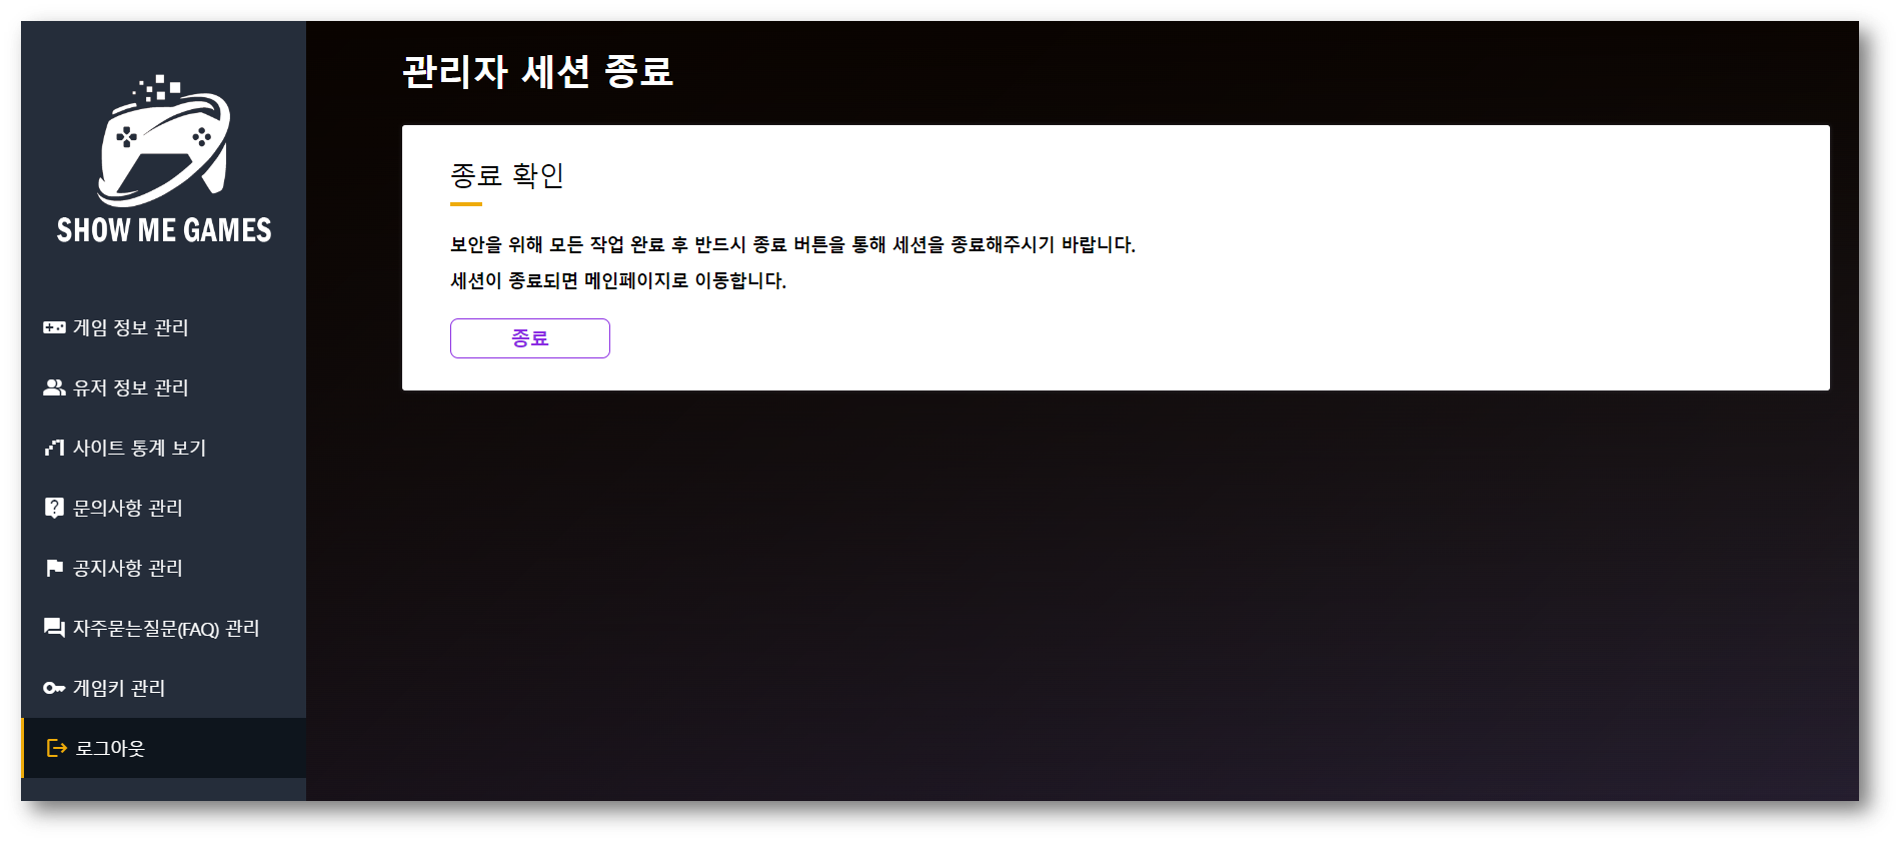 SHOW ME GAMES
게임 정보 관리
유저 정보 관리
사이트 통계 보기
문의사항 관리
공지사항 관리
자주묻는질문(FAQ) 관리
게임키 관리
로그아웃
관리자 세션 종료
종료 확인
보안을 위해 모든 작업 완료 후 반드시 종료 버튼을 통해 세션을 종료해주시기 바랍니다.
세션이 종료되면 메인페이지로 이동합니다.
종료